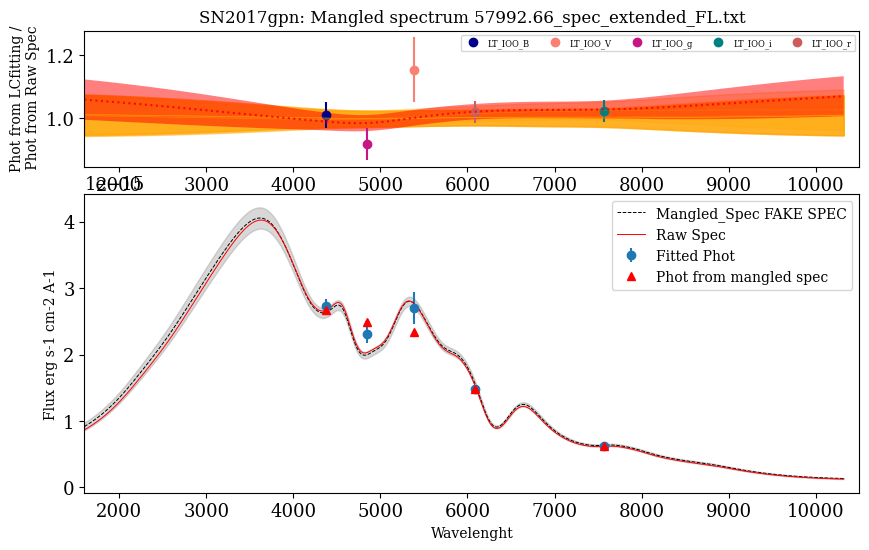 SN2017gpn: Mangled spectrum 57992.66_spec_extended_FL.txt
Phot from LCfitting /
Phot from Raw Spec
1.2
1.0
LT_IOO_B LT_IOO_V LT_IOO_g LT_IOO_i LT_IOO_r
2000 3000 4000 5000 6000 7000 8000 9000 10000
1e−15
Flux erg s-1 cm-2 A-1
4
3
2
1
0
Mangled_Spec FAKE SPEC
Raw Spec
Fitted Phot
Phot from mangled spec
2000 3000 4000 5000 6000 7000 8000 9000 10000
Wavelenght